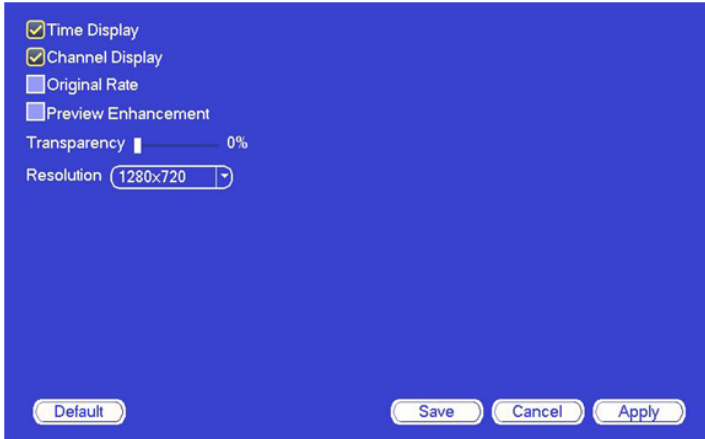 Time Display
Channel Display
Original Rate
Preview Enhancement
Transparency 0%
Resolution 1280x720
Default Save Cancel Apply